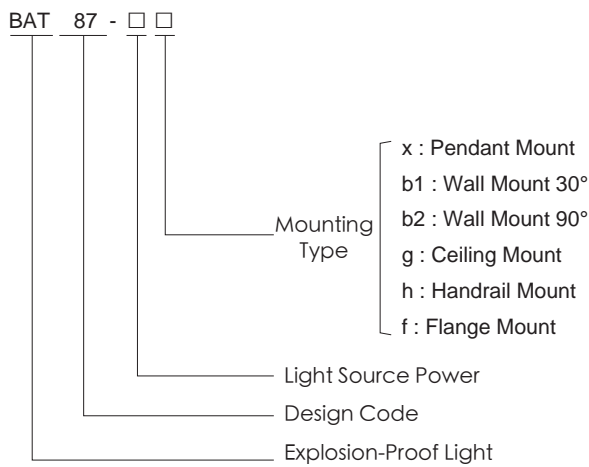 BAT 87 - □ □
x : Pendant Mount
b1 : Wall Mount 30°
b2 : Wall Mount 90°
g : Ceiling Mount
h : Handrail Mount
f : Flange Mount
Mounting
Type
Light Source Power
Design Code
Explosion-Proof Light